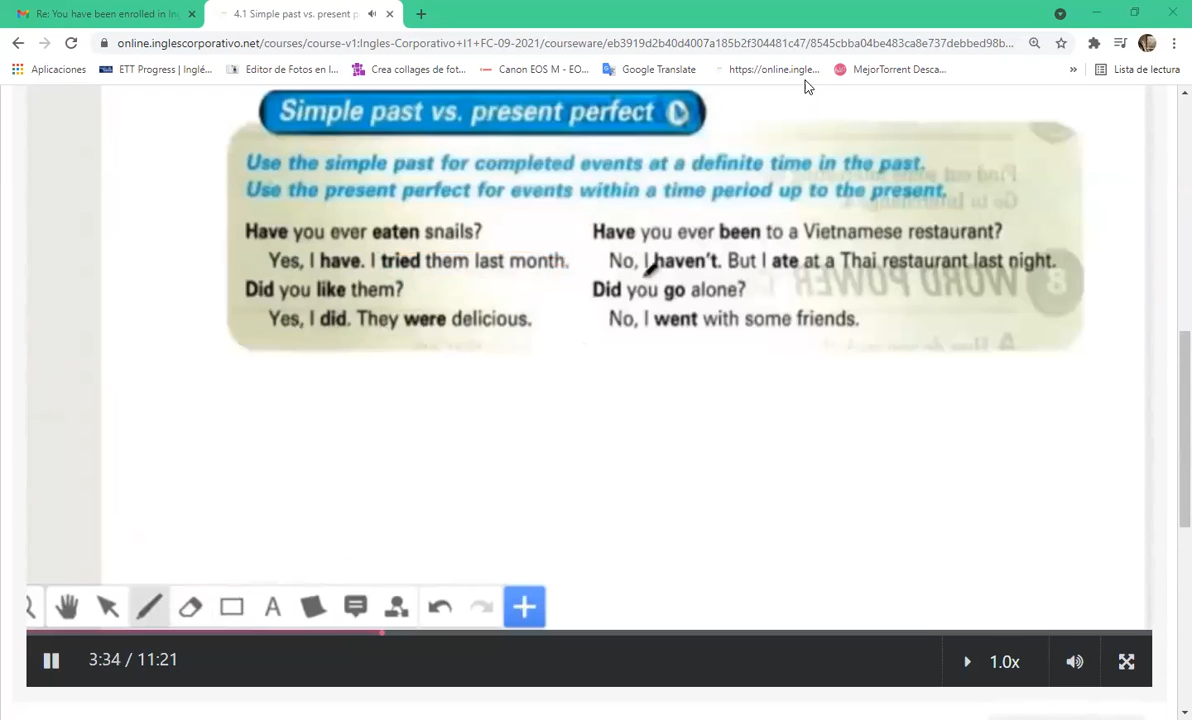 Re: You have been enrolled in In
4.1 Simple past vs. present p
online.inglescorporativo.net/courses/course-v1:Ingles-Corporativo+I1+FC-09-2021/courseware/eb3919d2b40d4007a185b2f304481c47/8545cbba04be483ca8e737debbed98b...
Aplicaciones ETT Progress | Inglé... Editor de Fotos en l... Crea collages de fot... Canon EOS M - EO... Google Translate https://online.ingle... MejorTorrent Desca... » Lista de lectura
Simple past vs. present perfect
Use the simple past for completed events at a definite time in the past.
Use the present perfect for events within a time period up to the present.
Have you ever eaten snails?
Yes, I have. I tried them last month.
Did you like them?
Yes, I did. They were delicious.
Have you ever been to a Vietnamese restaurant?
No, I haven't. But I ate at a Thai restaurant last night.
Did you go alone?
No, I went with some friends.
8 WORD POWER
A
3:34 / 11:21
1.0x